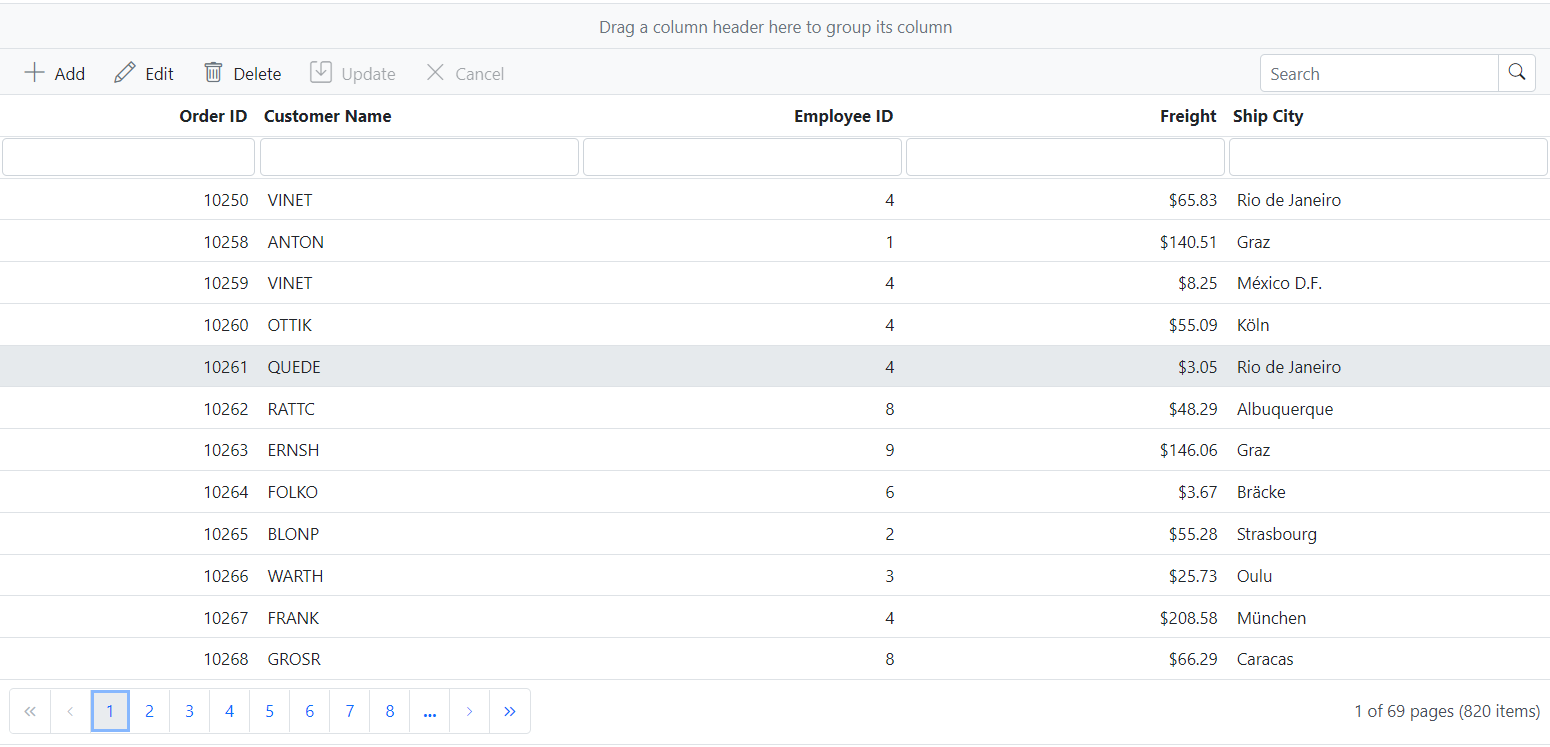 Drag a column header here to group its column
Add Edit Delete Update Cancel Search
Order ID Customer Name Employee ID Freight Ship City
10250 VINET 4 $65.83 Rio de Janeiro
10258 ANTON 1 $140.51 Graz
10259 VINET 4 $8.25 México D.F.
10260 OTTIK 4 $55.09 Köln
10261 QUEDE 4 $3.05 Rio de Janeiro
10262 RATTC 8 $48.29 Albuquerque
10263 ERNSH 9 $146.06 Graz
10264 FOLKO 6 $3.67 Bräcke
10265 BLONP 2 $55.28 Strasbourg
10266 WARTH 3 $25.73 Oulu
10267 FRANK 4 $208.58 München
10268 GROSR 8 $66.29 Caracas
« ‹ 1 2 3 4 5 6 7 8 ... › » 1 of 69 pages (820 items)